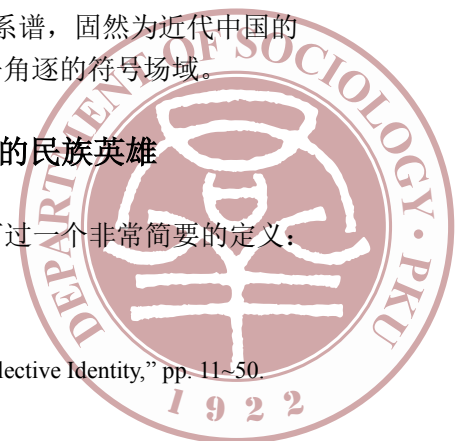 系谱，固然为近代中国的
角逐的符号场域。
的民族英雄
过一个非常简要的定义：
lective Identity,” pp. 11~50.
DEPARTMENT OF SOCIOLOGY · PKU
1922